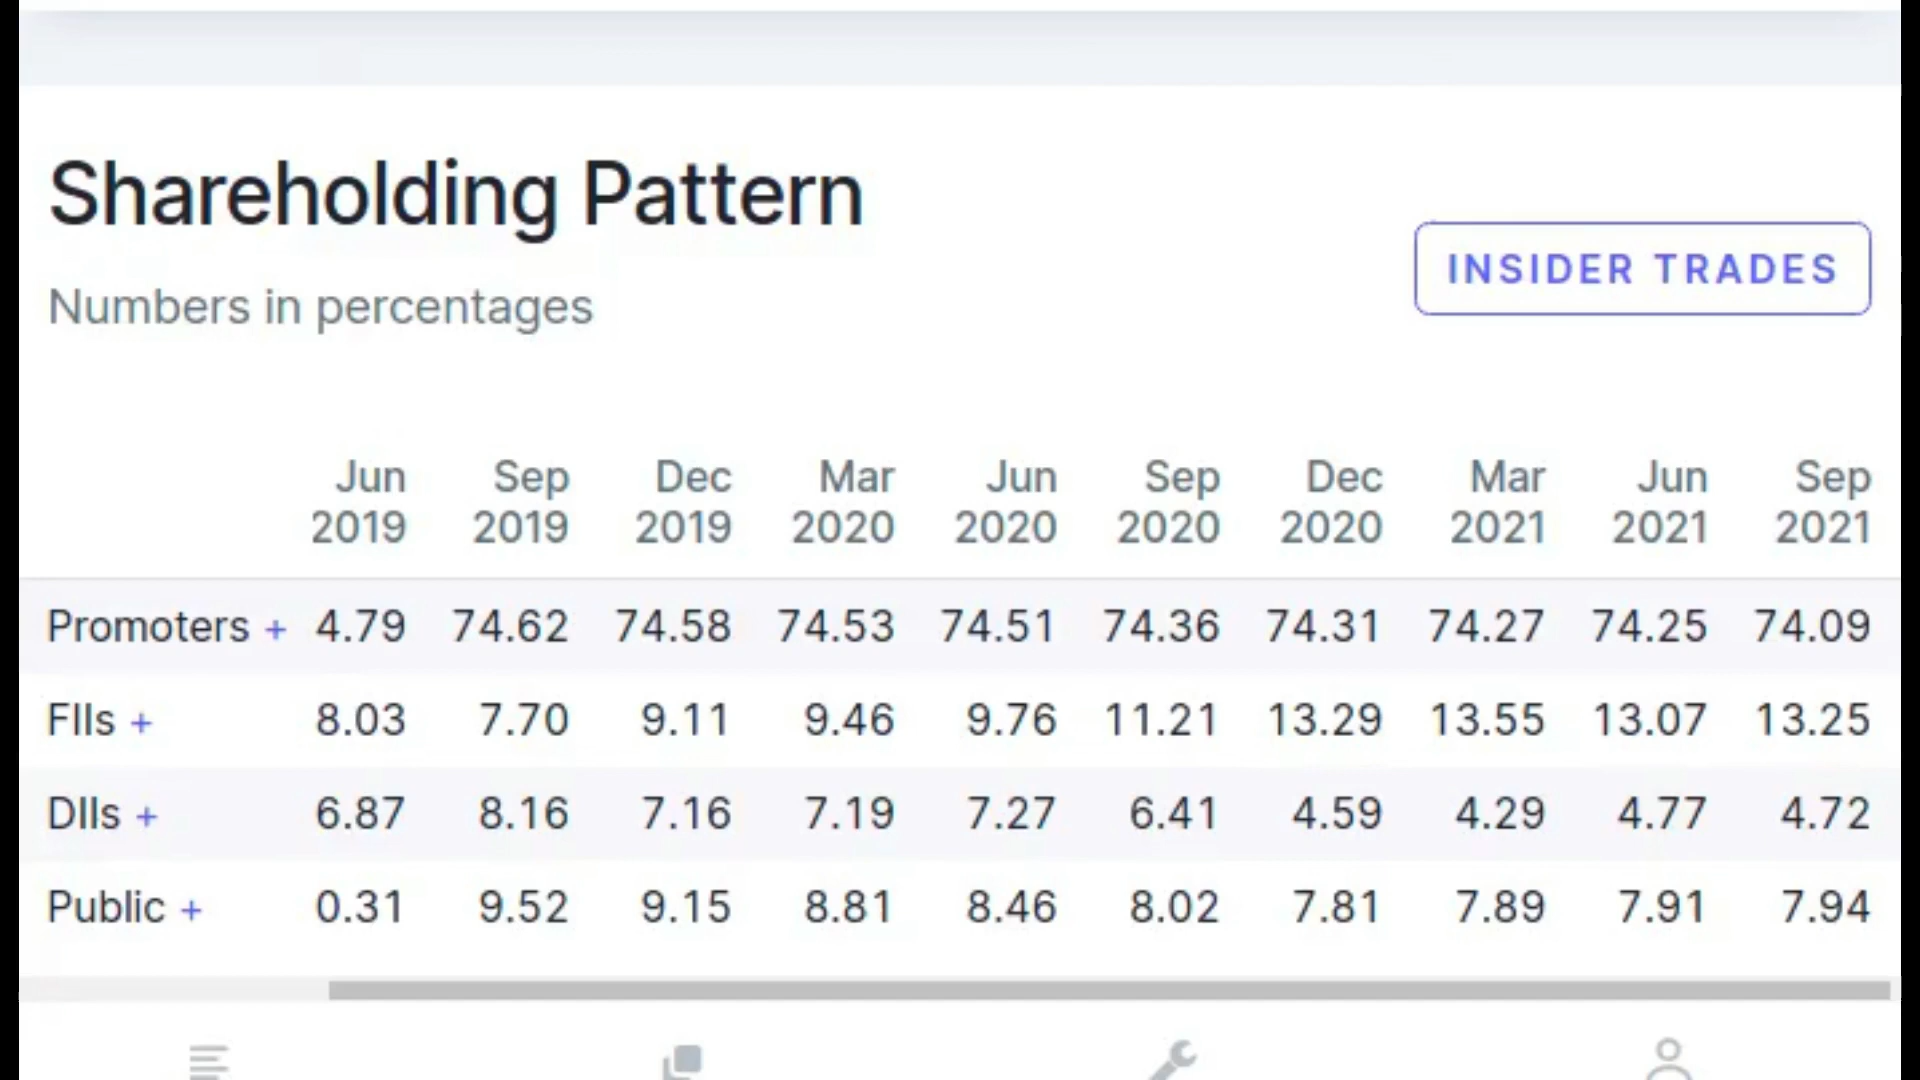 Shareholding Pattern
Numbers in percentages
INSIDER TRADES
Jun 2019 Sep 2019 Dec 2019 Mar 2020 Jun 2020 Sep 2020 Dec 2020 Mar 2021 Jun 2021 Sep 2021
Promoters + 4.79 74.62 74.58 74.53 74.51 74.36 74.31 74.27 74.25 74.09
FIIs + 8.03 7.70 9.11 9.46 9.76 11.21 13.29 13.55 13.07 13.25
DIIs + 6.87 8.16 7.16 7.19 7.27 6.41 4.59 4.29 4.77 4.72
Public + 0.31 9.52 9.15 8.81 8.46 8.02 7.81 7.89 7.91 7.94